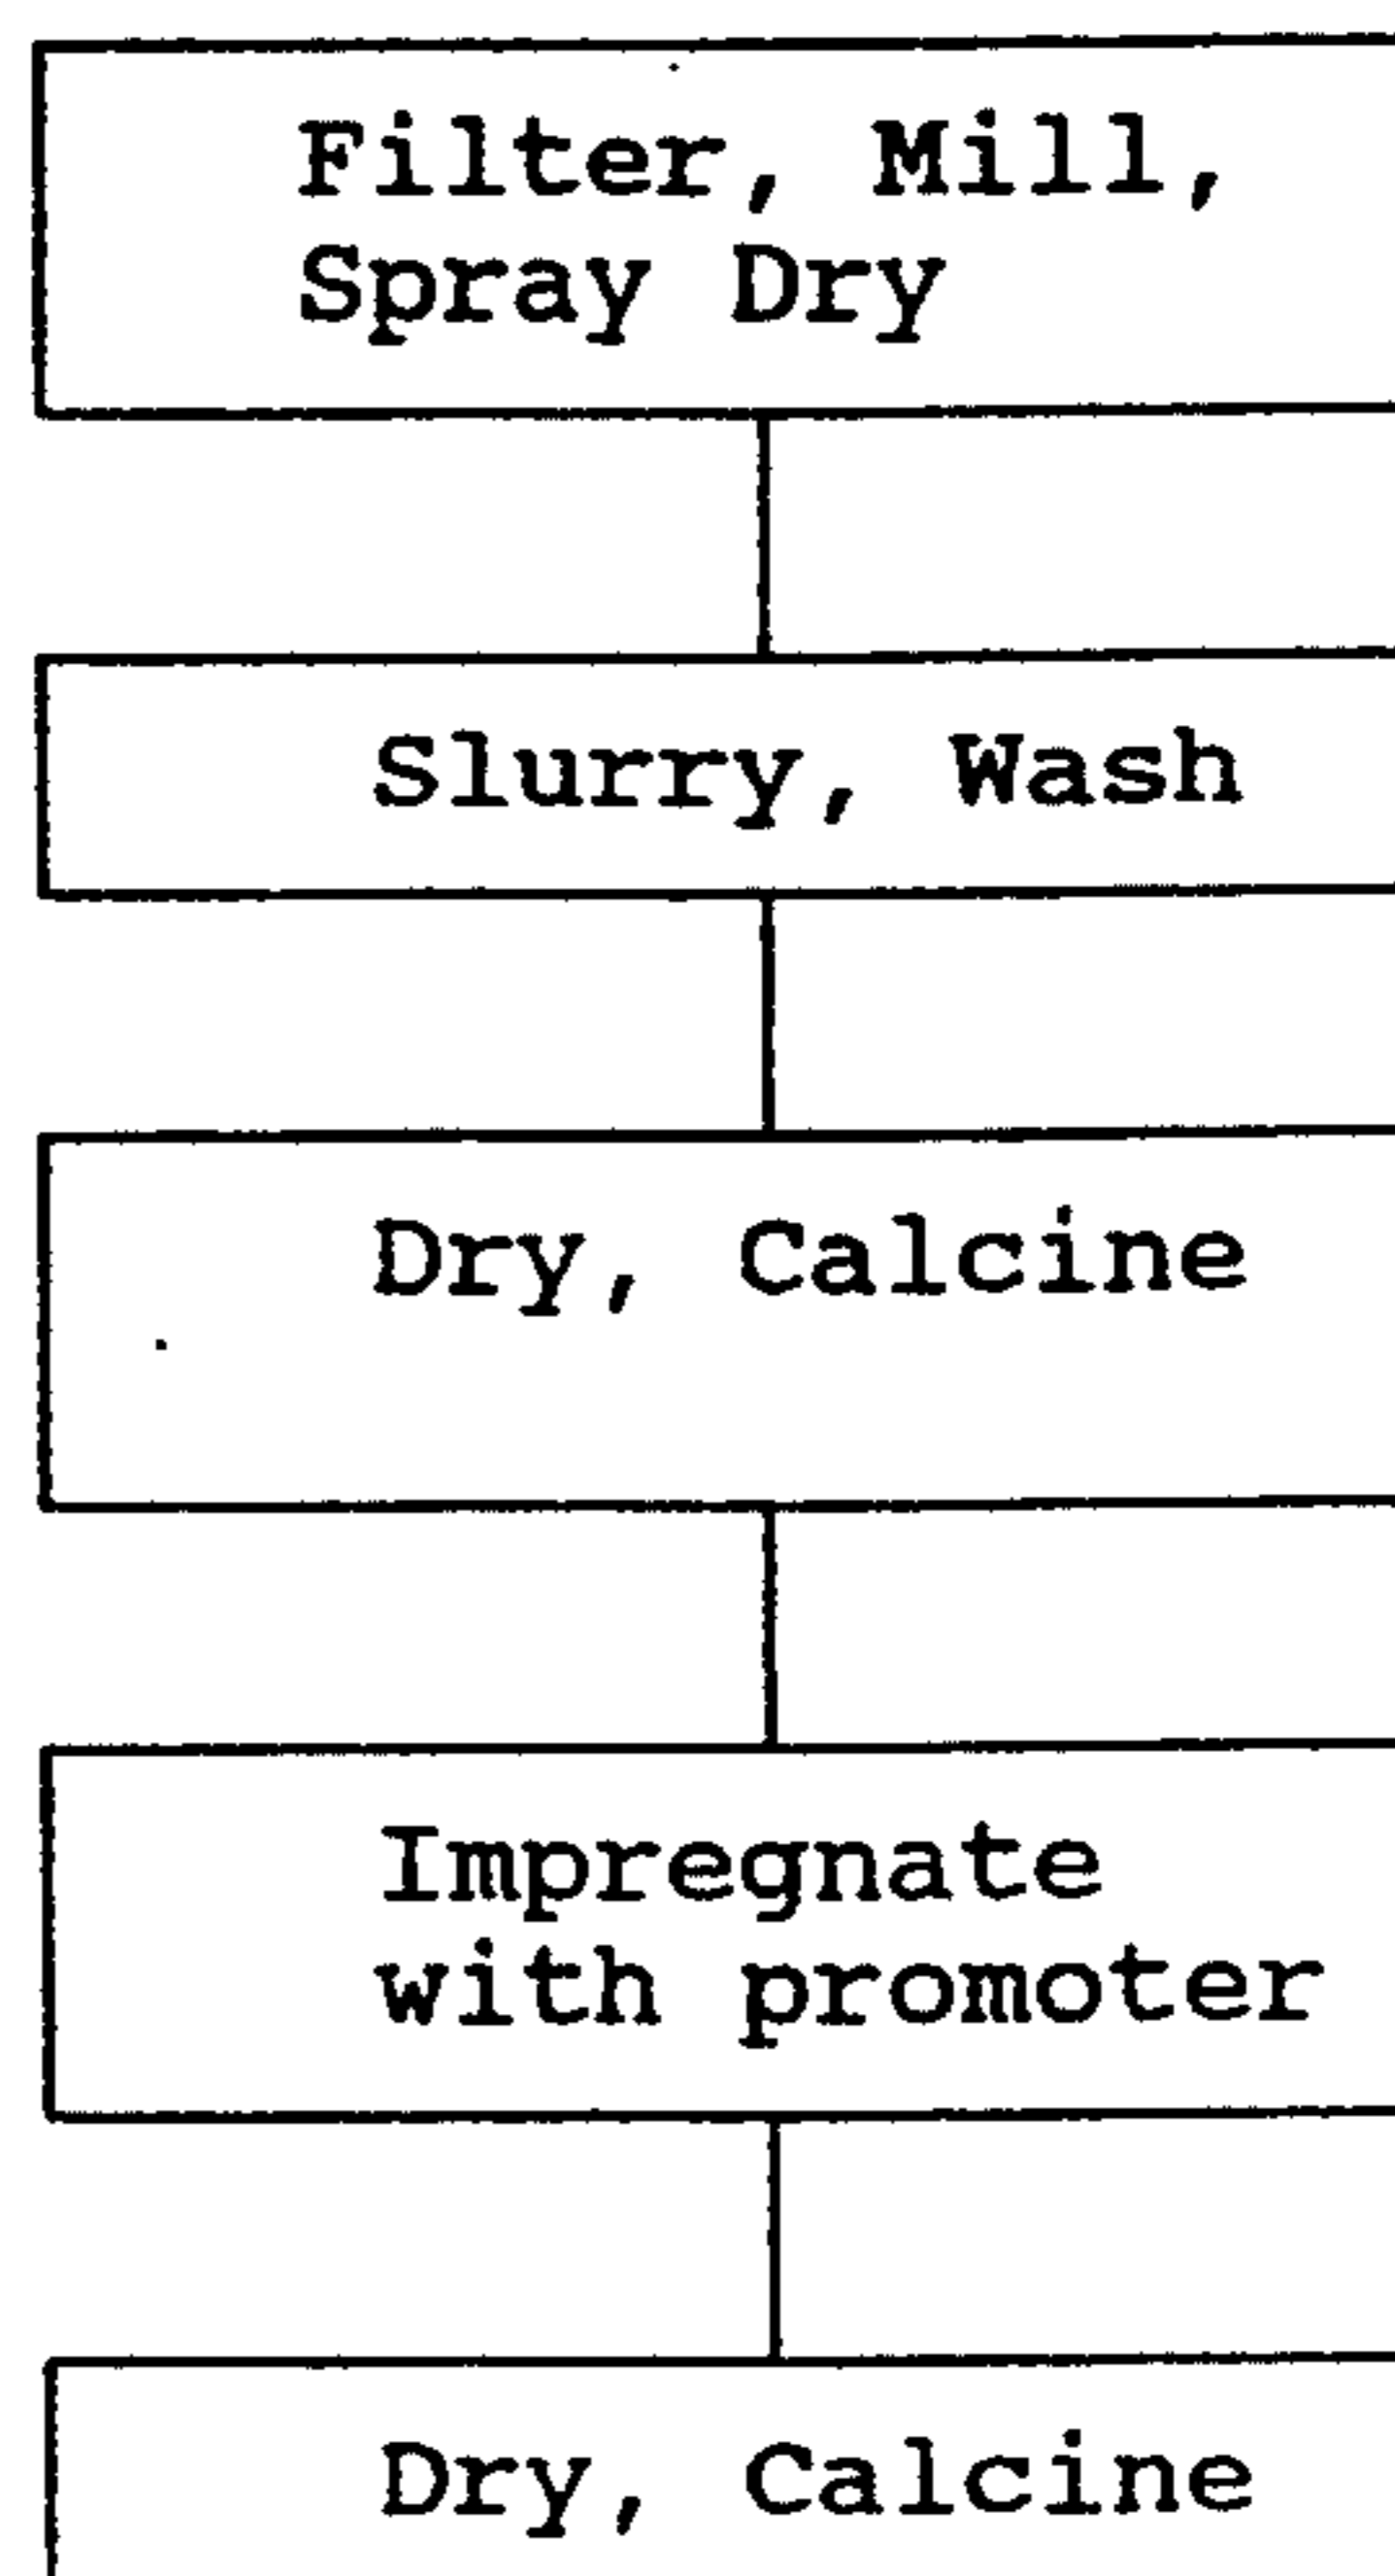 Filter, Mill,
Spray Dry
Slurry, Wash
Dry, Calcine
Impregnate
with promoter
Dry, Calcine